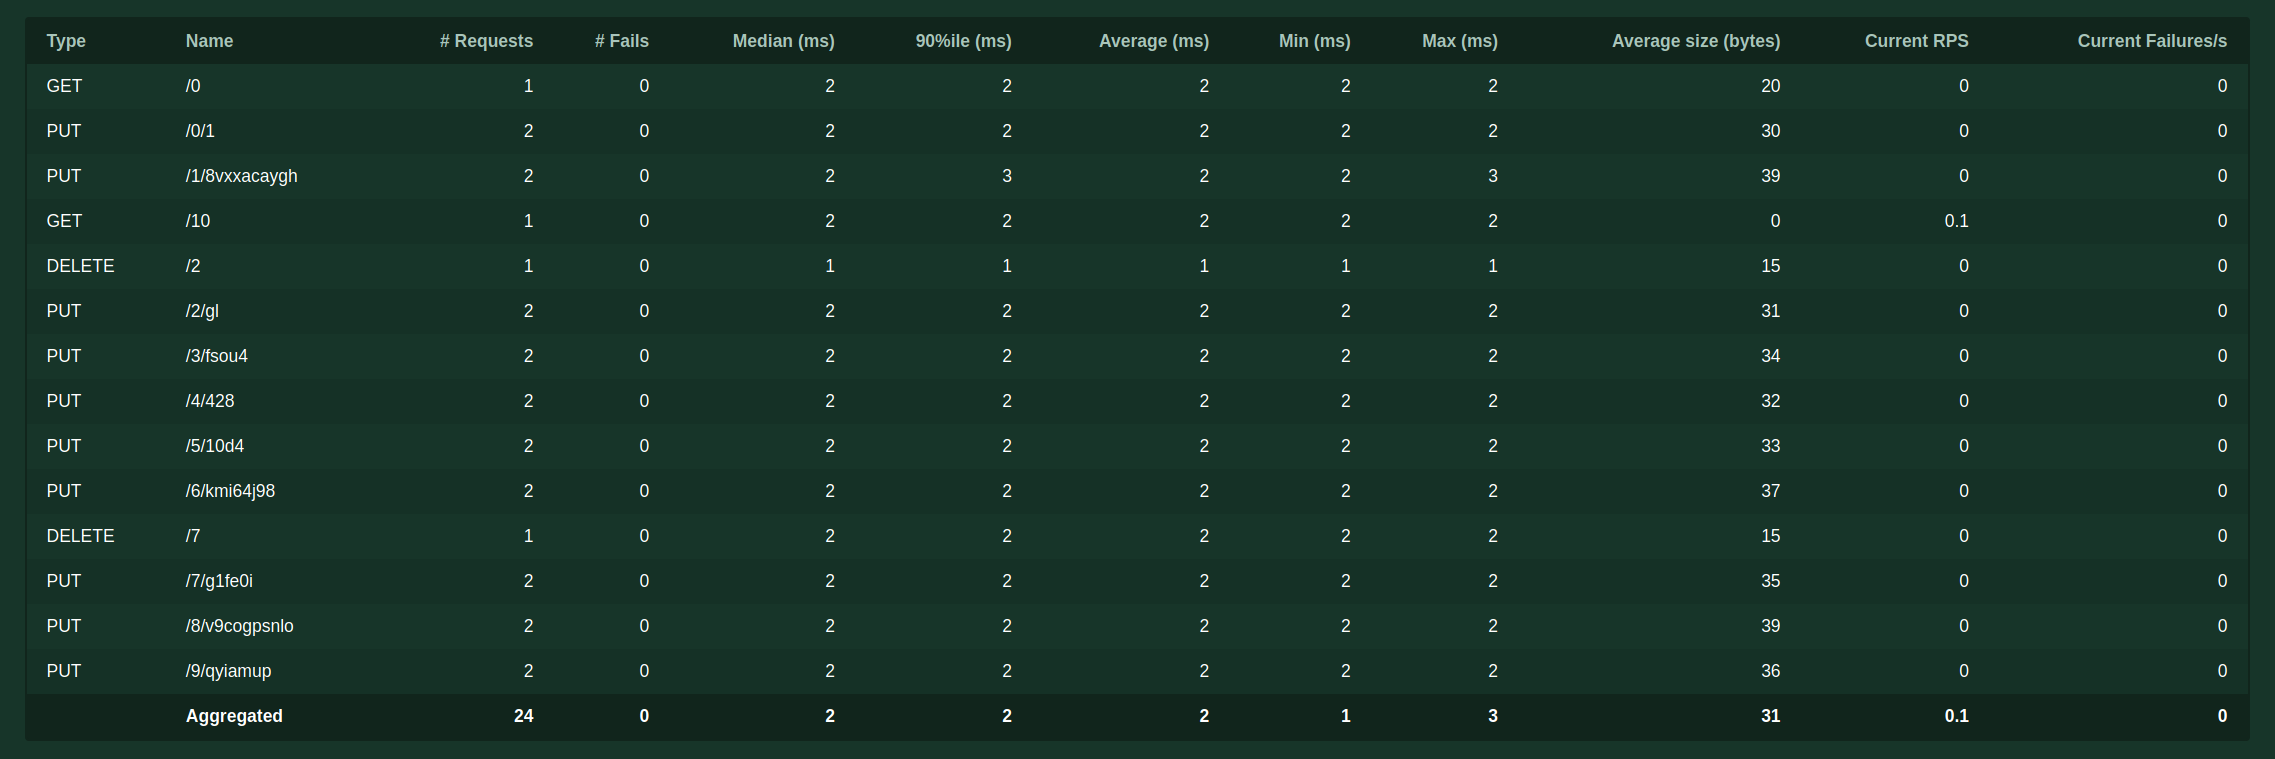 Type Name # Requests # Fails Median (ms) 90%ile (ms) Average (ms) Min (ms) Max (ms) Average size (bytes) Current RPS Current Failures/s
GET /0 1 0 2 2 2 2 2 20 0 0
PUT /0/1 2 0 2 2 2 2 2 30 0 0
PUT /1/8vxxacaygh 2 0 2 3 2 2 3 39 0 0
GET /10 1 0 2 2 2 2 2 0 0.1 0
DELETE /2 1 0 1 1 1 1 1 15 0 0
PUT /2/gl 2 0 2 2 2 2 2 31 0 0
PUT /3/fsou4 2 0 2 2 2 2 2 34 0 0
PUT /4/428 2 0 2 2 2 2 2 32 0 0
PUT /5/10d4 2 0 2 2 2 2 2 33 0 0
PUT /6/kmi64j98 2 0 2 2 2 2 2 37 0 0
DELETE /7 1 0 2 2 2 2 2 15 0 0
PUT /7/g1fe0i 2 0 2 2 2 2 2 35 0 0
PUT /8/v9cogpsnlo 2 0 2 2 2 2 2 39 0 0
PUT /9/qyiamup 2 0 2 2 2 2 2 36 0 0
Aggregated 24 0 2 2 2 1 3 31 0.1 0